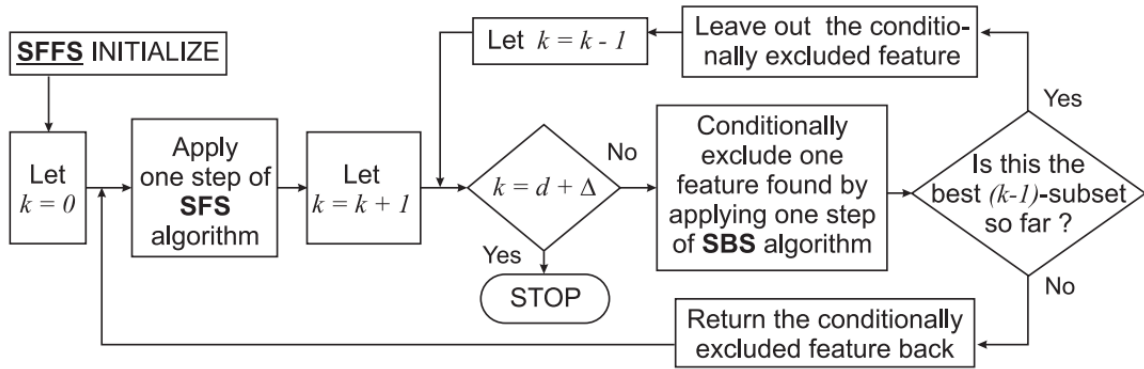 SFFS INITIALIZE
Let
k = 0
Apply
one step of
SFS
algorithm
Let
k = k + 1
Let k = k - 1
Leave out the conditio-
nally excluded feature
k = d + Δ
No
Yes
STOP
Conditionally
exclude one
feature found by
applying one step
of SBS algorithm
Is this the
best (k-1)-subset
so far ?
Yes
No
Return the conditionally
excluded feature back